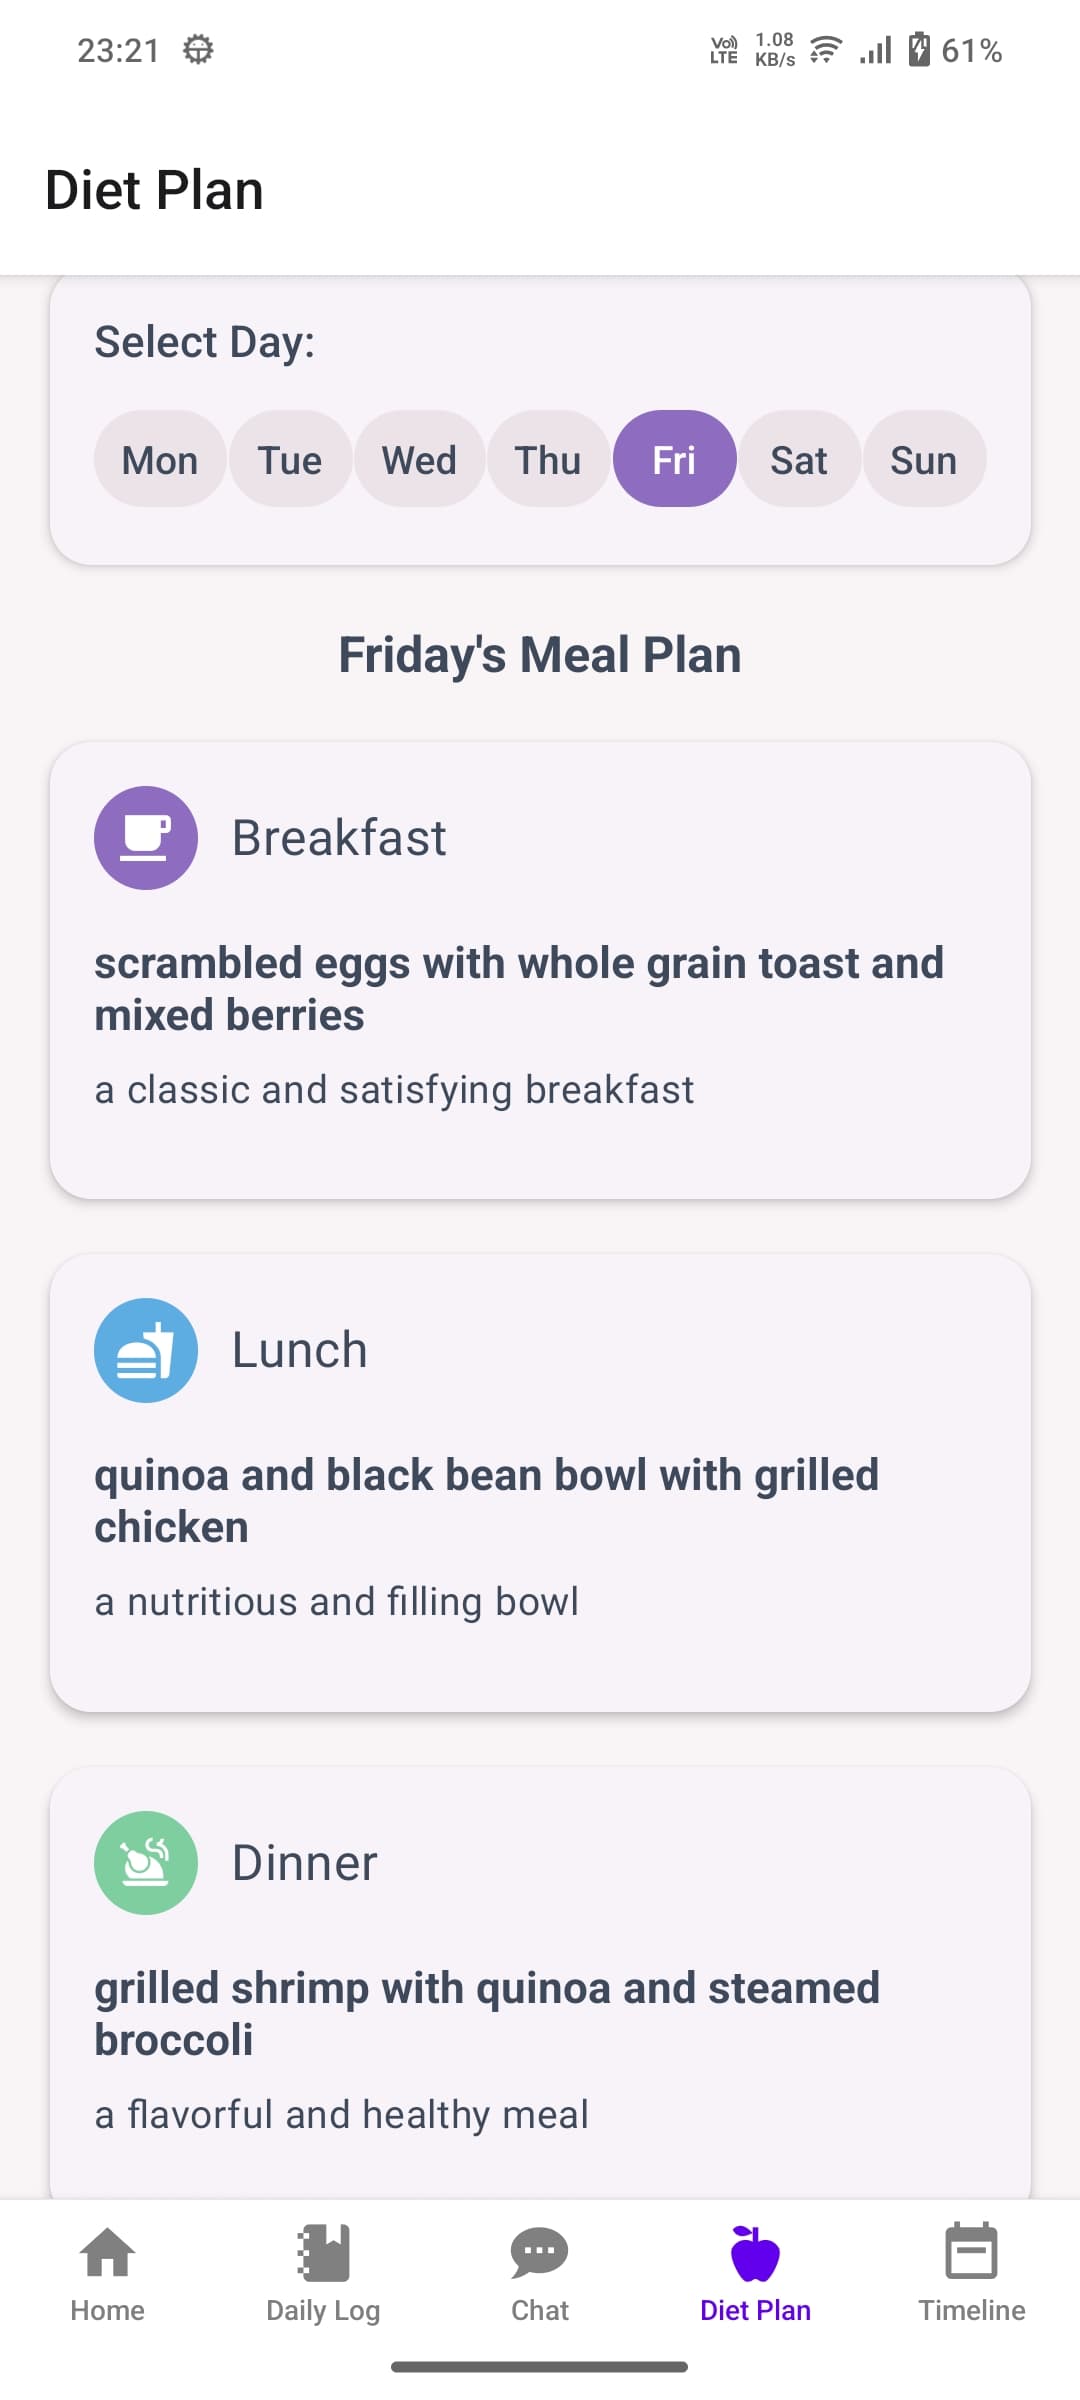 23:21
Vo)) LTE 1.08 KB/s 61%
Diet Plan
Select Day:
Mon Tue Wed Thu Fri Sat Sun
Friday's Meal Plan
Breakfast
scrambled eggs with whole grain toast and
mixed berries
a classic and satisfying breakfast
Lunch
quinoa and black bean bowl with grilled
chicken
a nutritious and filling bowl
Dinner
grilled shrimp with quinoa and steamed
broccoli
a flavorful and healthy meal
Home Daily Log Chat Diet Plan Timeline